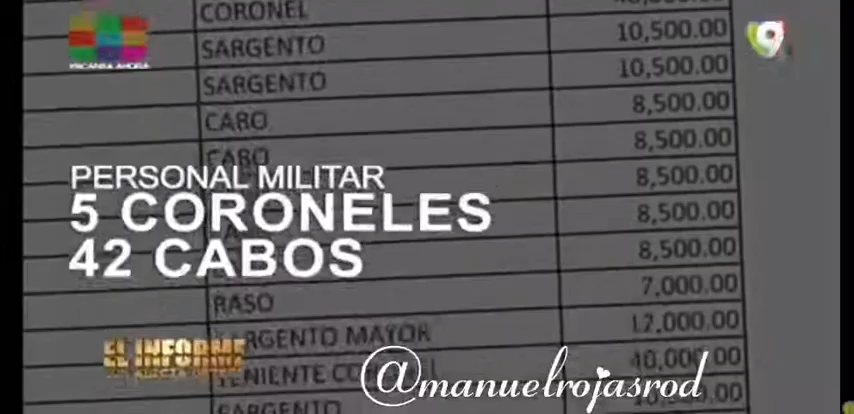 CORONEL
SARGENTO 10,500.00
SARGENTO 10,500.00
CABO 8,500.00
CABO 8,500.00
8,500.00
PERSONAL MILITAR
5 CORONELES
42 CABOS
8,500.00
8,500.00
RASO 7,000.00
SARGENTO MAYOR 12,000.00
TENIENTE 40,000.00
SARGENTO
EL INFORME
@manuelrojasrod
9